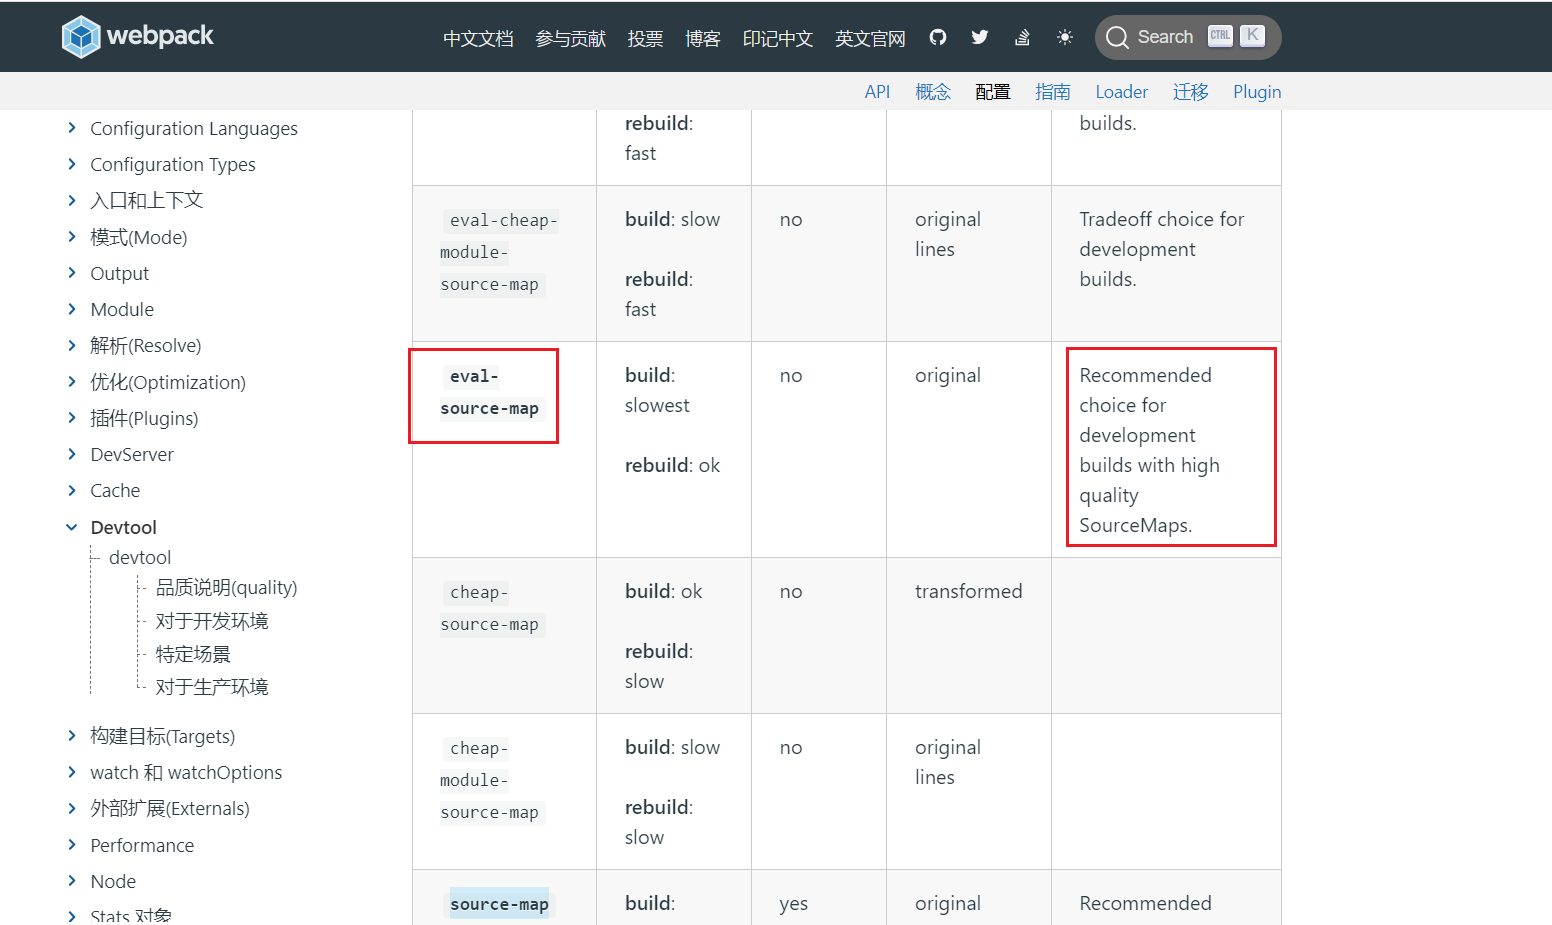 webpack
中文文档 参与贡献 投票 博客 印记中文 英文官网 Search CTRL K
API 概念 配置 指南 Loader 迁移 Plugin
Configuration Languages
Configuration Types
入口和上下文
模式(Mode)
Output
Module
解析(Resolve)
优化(Optimization)
插件(Plugins)
DevServer
Cache
Devtool
devtool
品质说明(quality)
对于开发环境
特定场景
对于生产环境
构建目标(Targets)
watch 和 watchOptions
外部扩展(Externals)
Performance
Node
Stats 对象
rebuild:
fast
builds.
eval-cheap-
module-
source-map
build: slow
rebuild:
fast
no
original
lines
Tradeoff choice for
development
builds.
eval-
source-map
build:
slowest
rebuild: ok
no
original
Recommended
choice for
development
builds with high
quality
SourceMaps.
cheap-
source-map
build: ok
rebuild:
slow
no
transformed
cheap-
module-
source-map
build: slow
rebuild:
slow
no
original
lines
source-map
build:
yes
original
Recommended